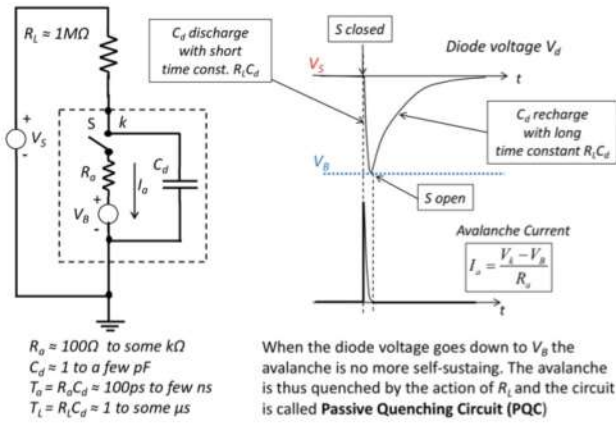 R_L ≈ 1MΩ
C_d discharge
with short
time const. R_LC_d
S closed
Diode voltage V_d
V_S
t
+
V_S
-
S
k
R_a
+
V_B
-
I_a
C_d
C_d recharge
with long
time constant R_LC_d
V_B
S open
Avalanche Current
I_a = (V_k − V_B) / R_a
t
R_a ≈ 100Ω to some kΩ
C_d ≈ 1 to a few pF
T_a = R_aC_d ≈ 100ps to few ns
T_L = R_LC_d ≈ 1 to some µs
When the diode voltage goes down to V_B the
avalanche is no more self-sustaing. The avalanche
is thus quenched by the action of R_L and the circuit
is called Passive Quenching Circuit (PQC)